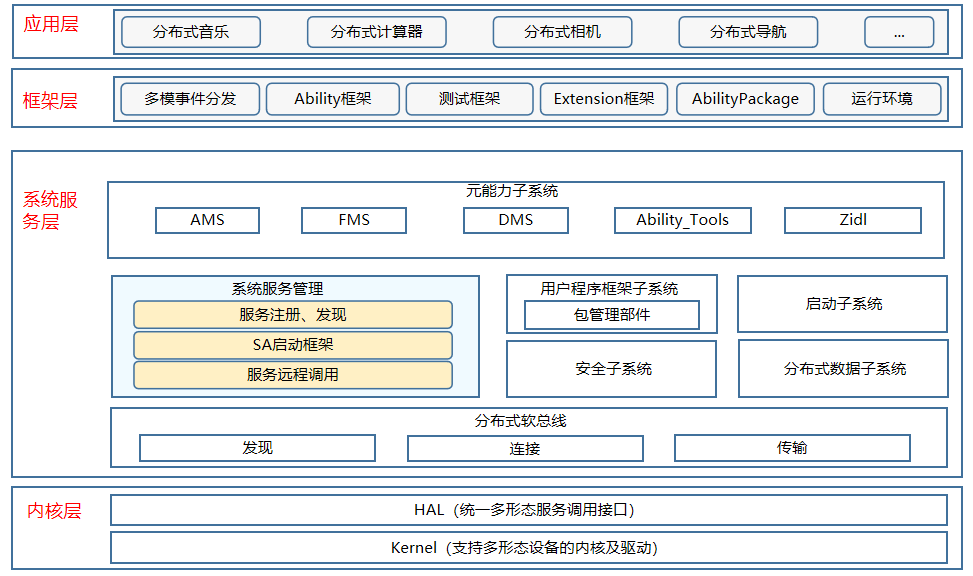 应用层
分布式音乐
分布式计算器
分布式相机
分布式导航
...
框架层
多模事件分发
Ability框架
测试框架
Extension框架
AbilityPackage
运行环境
系统服
务层
元能力子系统
AMS
FMS
DMS
Ability_Tools
Zidl
系统服务管理
服务注册、发现
SA启动框架
服务远程调用
用户程序框架子系统
包管理部件
启动子系统
安全子系统
分布式数据子系统
分布式软总线
发现
连接
传输
内核层
HAL（统一多形态服务调用接口）
Kernel（支持多形态设备的内核及驱动）